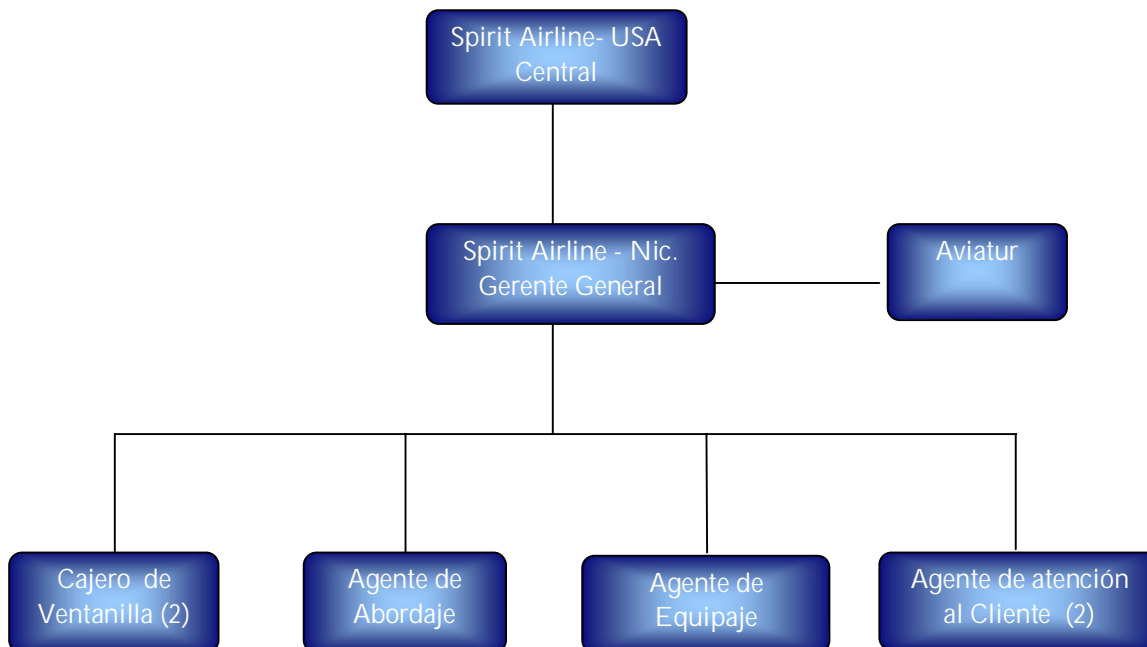 Spirit Airline- USA
Central
Spirit Airline - Nic.
Gerente General
Aviatur
Cajero de
Ventanilla (2)
Agente de
Abordaje
Agente de
Equipaje
Agente de atención
al Cliente (2)